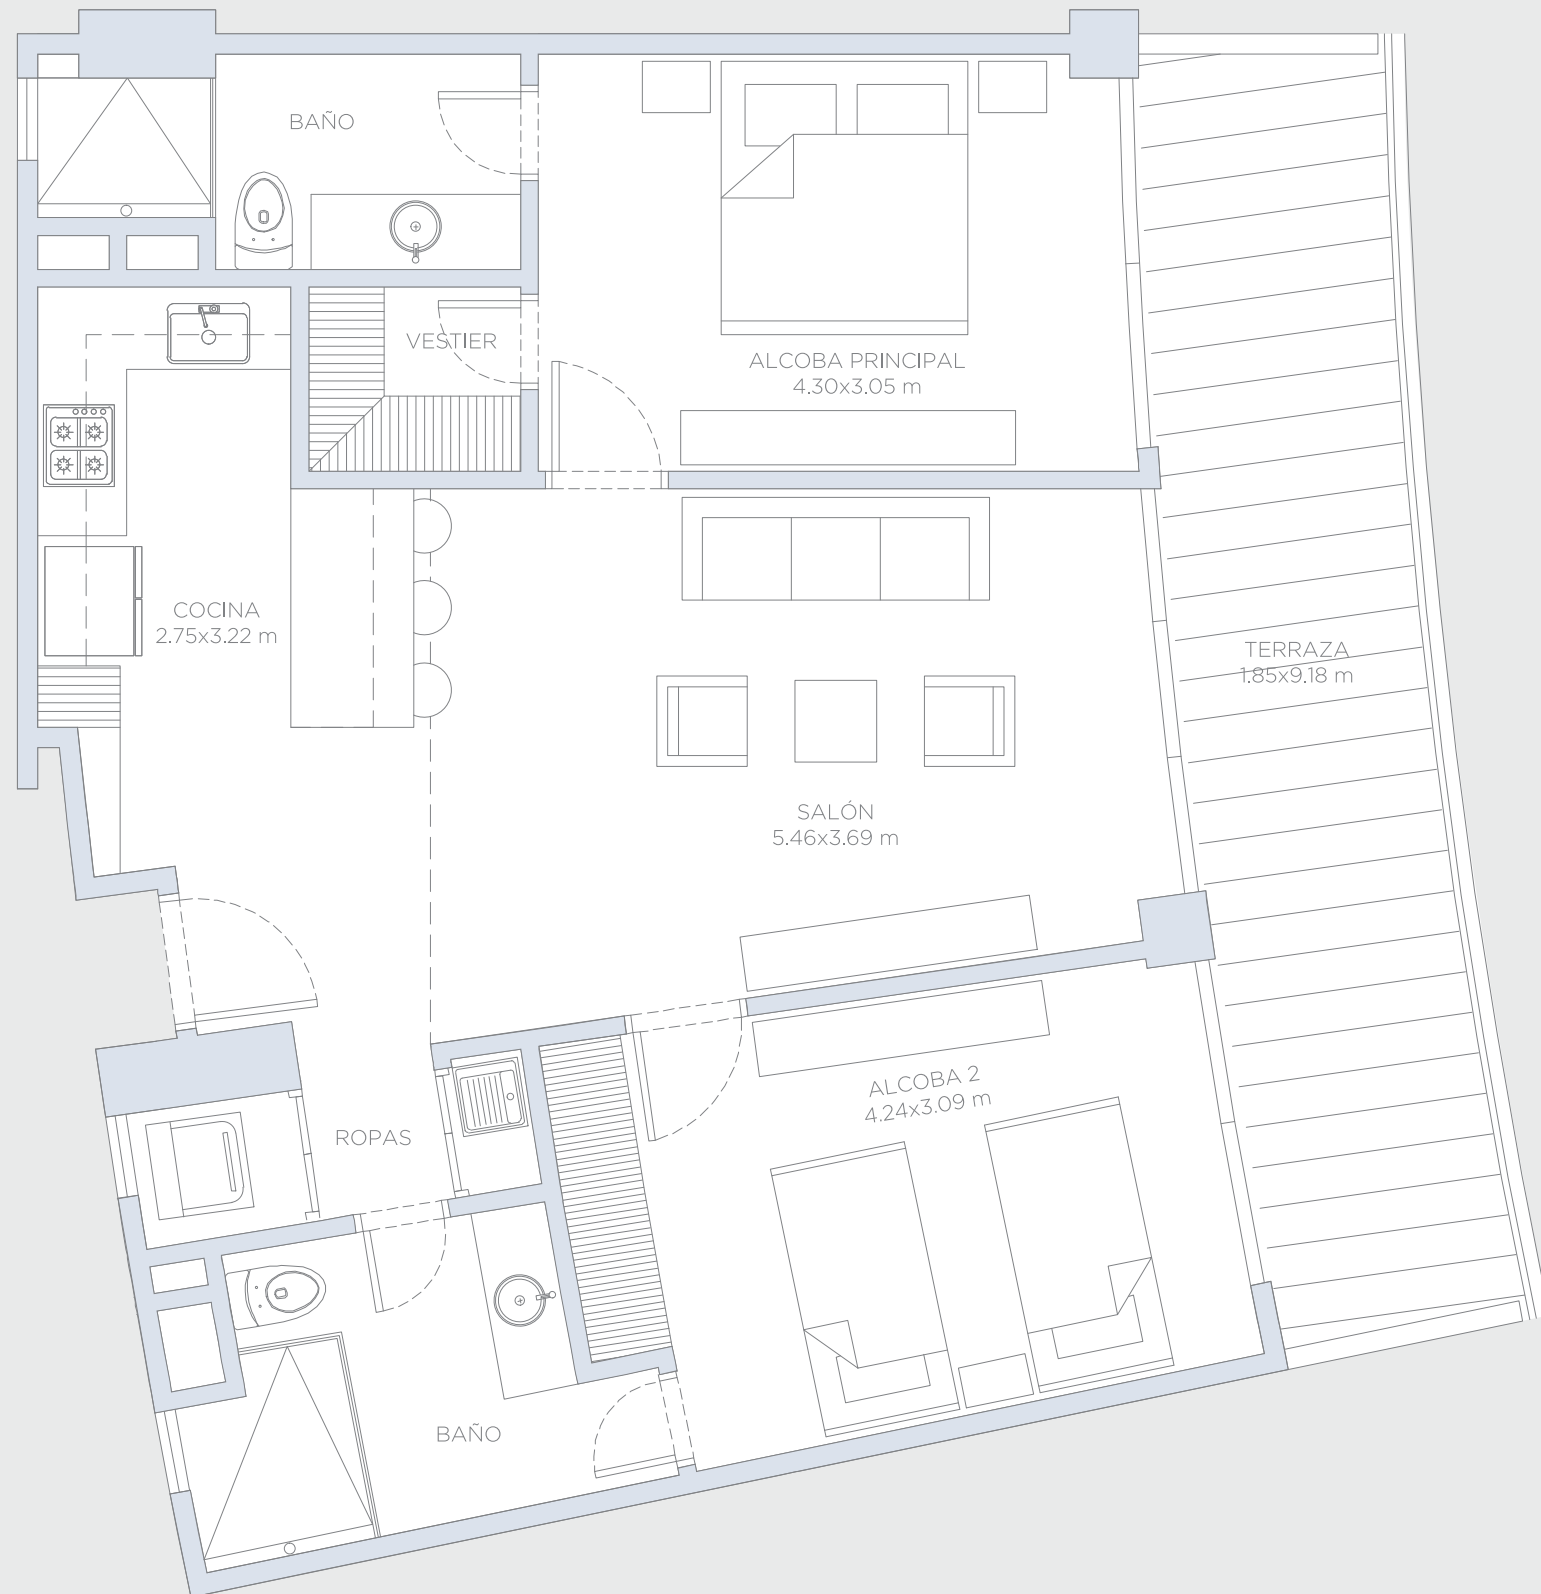 BAÑO
VESTIER
ALCOBA PRINCIPAL
4.30x3.05 m
COCINA
2.75x3.22 m
TERRAZA
1.85x9.18 m
SALÓN
5.46x3.69 m
ALCOBA 2
4.24x3.09 m
ROPAS
BAÑO